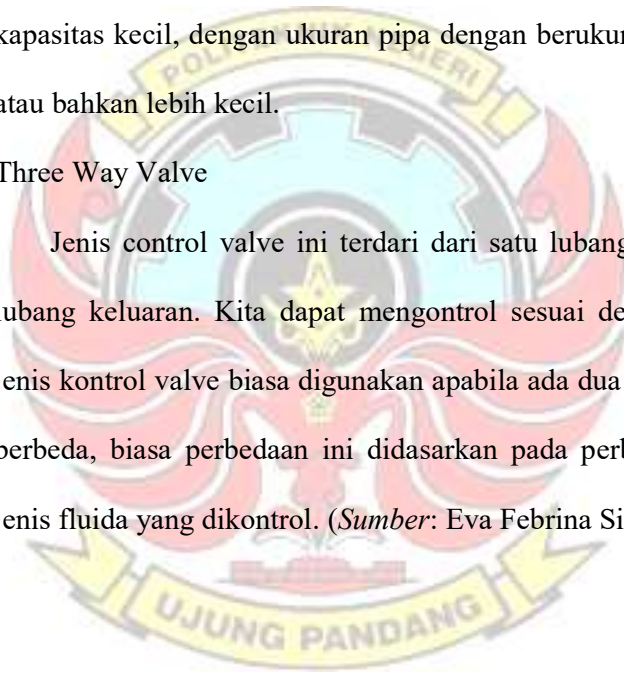 kapasitas kecil, dengan ukuran pipa dengan berukur
atau bahkan lebih kecil.
Three Way Valve
Jenis control valve ini terdari dari satu lubang
lubang keluaran. Kita dapat mengontrol sesuai de
enis kontrol valve biasa digunakan apabila ada dua
berbeda, biasa perbedaan ini didasarkan pada perb
enis fluida yang dikontrol. (Sumber: Eva Febrina Si
UJUNG PANDANG